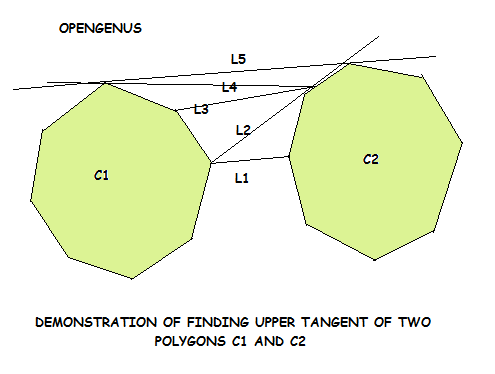 OPENGENUS
L5
L4
L3
L2
L1
C1
C2
DEMONSTRATION OF FINDING UPPER TANGENT OF TWO
POLYGONS C1 AND C2